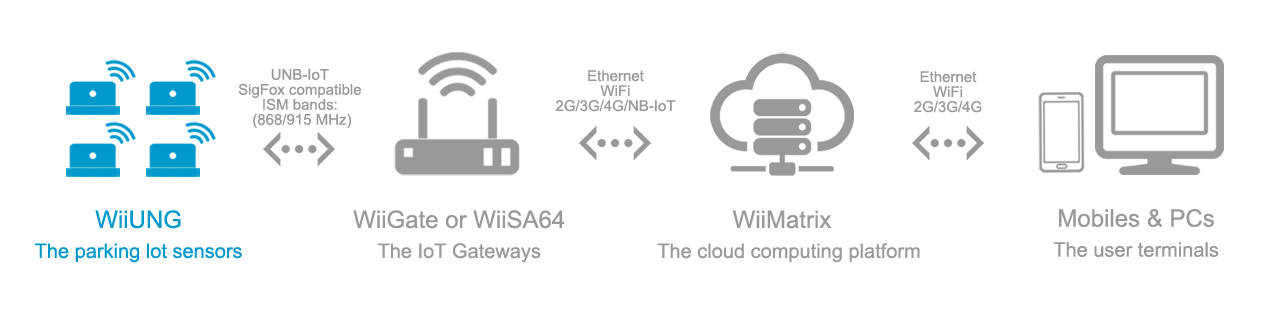 UNB-IoT
SigFox compatible
ISM bands:
(868/915 MHz)
Ethernet
WiFi
2G/3G/4G/NB-IoT
Ethernet
WiFi
2G/3G/4G
WiiUNG
The parking lot sensors
WiiGate or WiiSA64
The IoT Gateways
WiiMatrix
The cloud computing platform
Mobiles & PCs
The user terminals